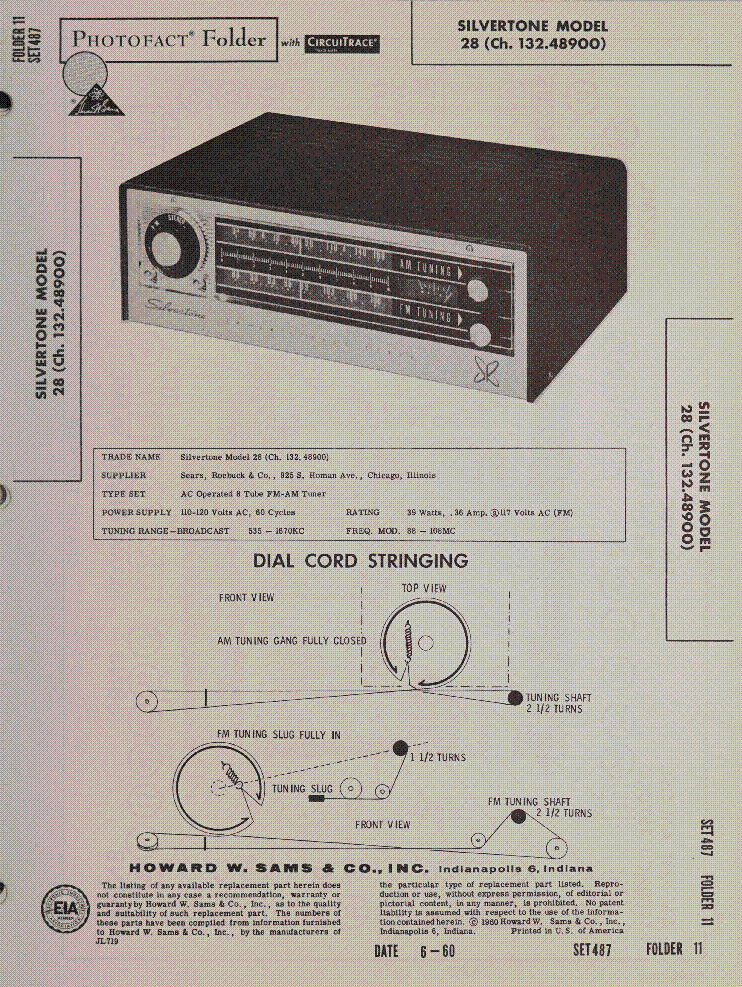 FOLDER 11
SET487
PHOTOFACT® Folder with CIRCUITRACE®
SILVERTONE MODEL
28 (Ch. 132.48900)
SILVERTONE MODEL
28 (Ch. 132.48900)
FM STEREO
AM TUNING
FM TUNING
Silvertone
SILVERTONE MODEL
28 (Ch. 132.48900)
TRADE NAME Silvertone Model 28 (Ch. 132.48900)
SUPPLIER Sears, Roebuck & Co., 925 S. Homan Ave., Chicago, Illinois
TYPE SET AC Operated 8 Tube FM-AM Tuner
POWER SUPPLY 110-120 Volts AC, 60 Cycles RATING 39 Watts, .36 Amp. @117 Volts AC (FM)
TUNING RANGE-BROADCAST 535 - 1670KC FREQ. MOD. 88 - 108MC
DIAL CORD STRINGING
TOP VIEW
FRONT VIEW
AM TUNING GANG FULLY CLOSED
TUNING SHAFT
2 1/2 TURNS
FM TUNING SLUG FULLY IN
1 1/2 TURNS
TUNING SLUG
FM TUNING SHAFT
2 1/2 TURNS
FRONT VIEW
HOWARD W. SAMS & CO., INC. Indianapolis 6, Indiana
EIA
The listing of any available replacement part herein does
not constitute in any case a recommendation, warranty or
guaranty by Howard W. Sams & Co., Inc., as to the quality
and suitability of such replacement part. The numbers of
these parts have been compiled from information furnished
to Howard W. Sams & Co., Inc., by the manufacturers of
JL719
the particular type of replacement part listed. Repro-
duction or use, without express permission, of editorial or
pictorial content, in any manner, is prohibited. No patent
liability is assumed with respect to the use of the informa-
tion contained herein. © 1960 Howard W. Sams & Co., Inc.,
Indianapolis 6, Indiana. Printed in U.S. of America
DATE 6-60 SET487 FOLDER 11
SET487 FOLDER 11